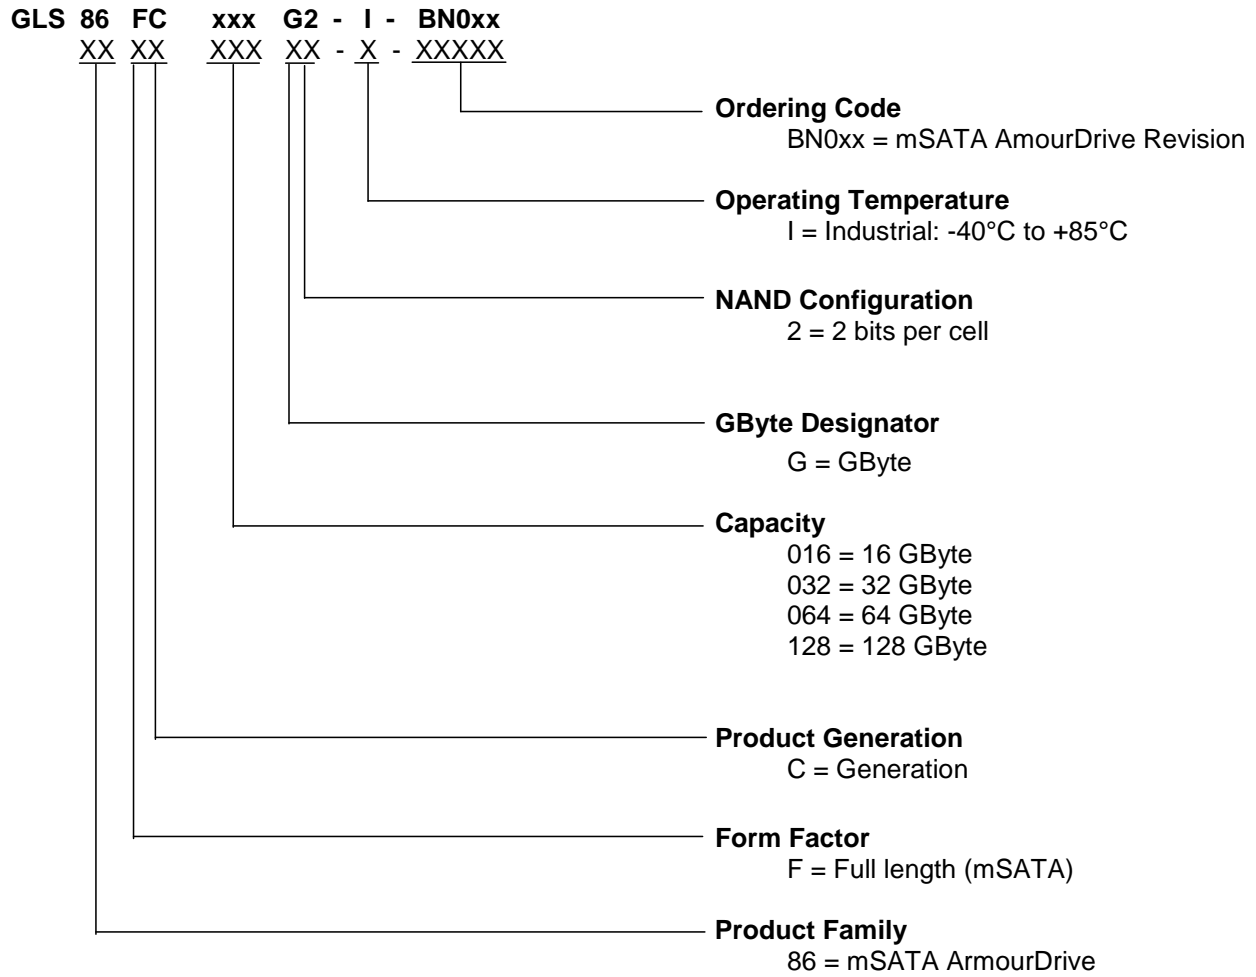 GLS 86 FC xxx G2 - I - BN0xx
XX XX XXX XX - X - XXXXX
Ordering Code
BN0xx = mSATA AmourDrive Revision
Operating Temperature
I = Industrial: -40°C to +85°C
NAND Configuration
2 = 2 bits per cell
GByte Designator
G = GByte
Capacity
016 = 16 GByte
032 = 32 GByte
064 = 64 GByte
128 = 128 GByte
Product Generation
C = Generation
Form Factor
F = Full length (mSATA)
Product Family
86 = mSATA ArmourDrive